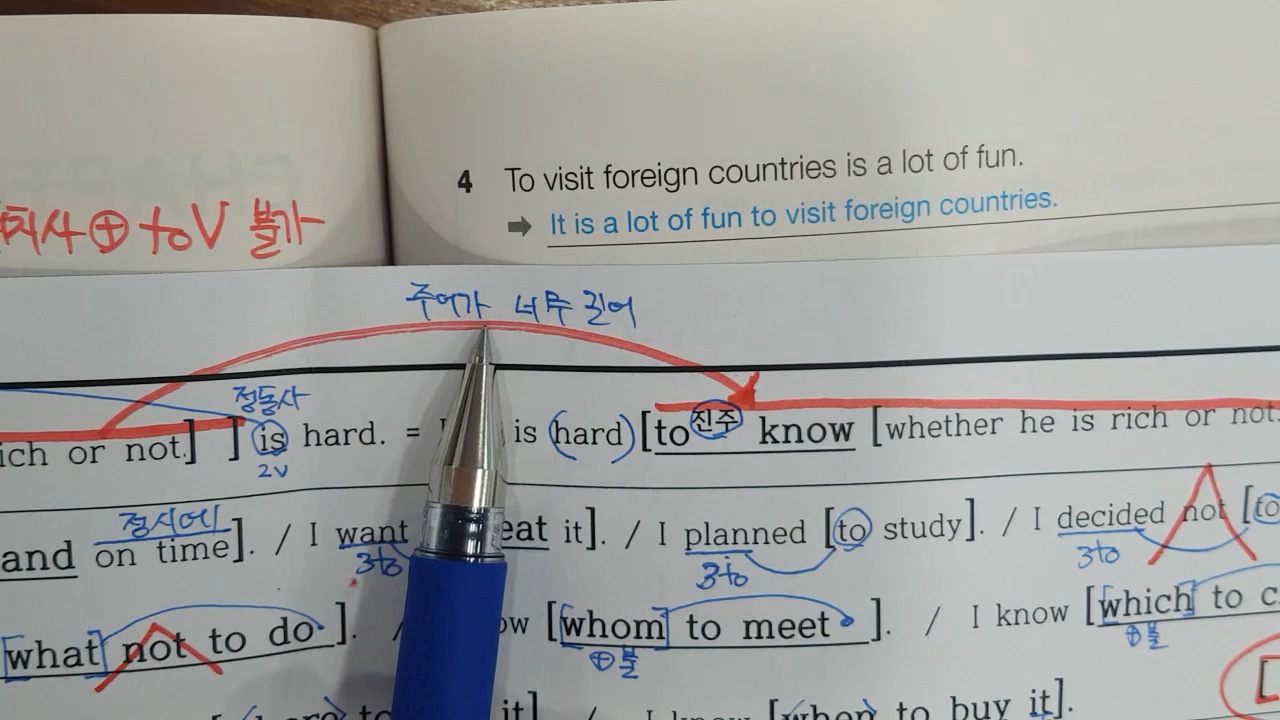 4 To visit foreign countries is a lot of fun.
➡ It is a lot of fun to visit foreign countries.
⊕ to V 불가
주어가 너무 길어
정동사 진주
ich or not.] ] is hard. = is (hard) [to know [whether he is rich or not.
2V
정시에
and on time]. / I want eat it]. / I planned [to study]. / I decided not [to
3to 3to 3to
what] not to do ]. / ow [whom] to meet ]. / I know [which] to c
⊕불 ⊕불
to it] / I know [when to buy it].